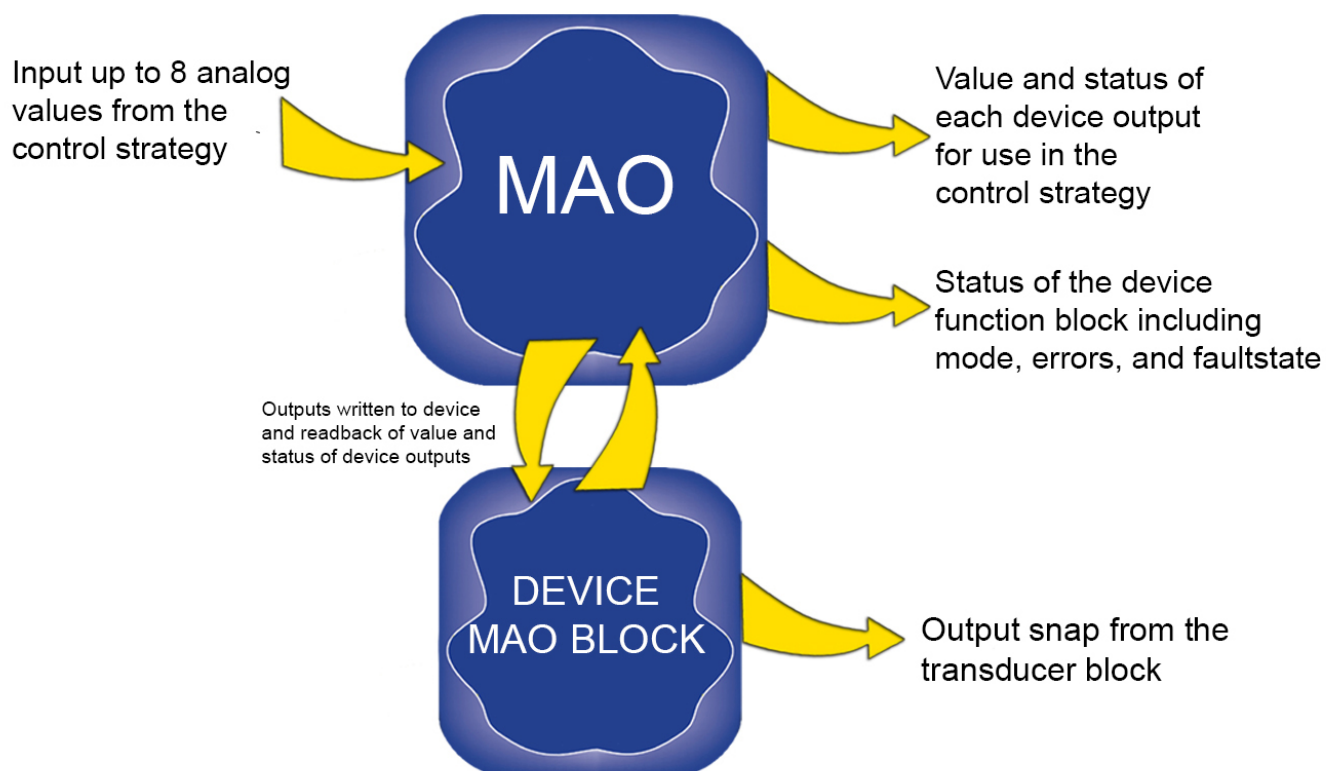 Input up to 8 analog
values from the
control strategy
MAO
Value and status of
each device output
for use in the
control strategy
Status of the device
function block including
mode, errors, and faultstate
Outputs written to device
and readback of value and
status of device outputs
DEVICE
MAO BLOCK
Output snap from the
transducer block